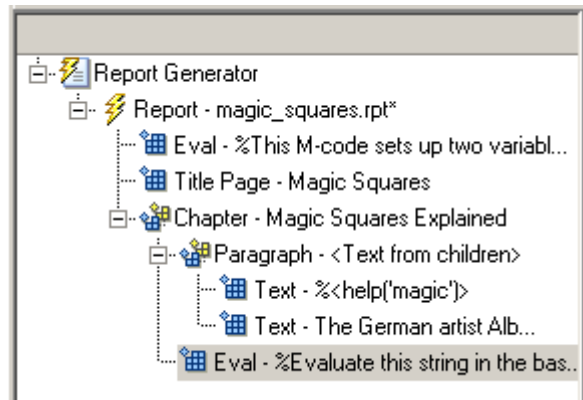 Report Generator
Report - magic_squares.rpt*
Eval - %This M-code sets up two variabl...
Title Page - Magic Squares
Chapter - Magic Squares Explained
Paragraph - <Text from children>
Text - %<help('magic')>
Text - The German artist Alb...
Eval - %Evaluate this string in the bas..